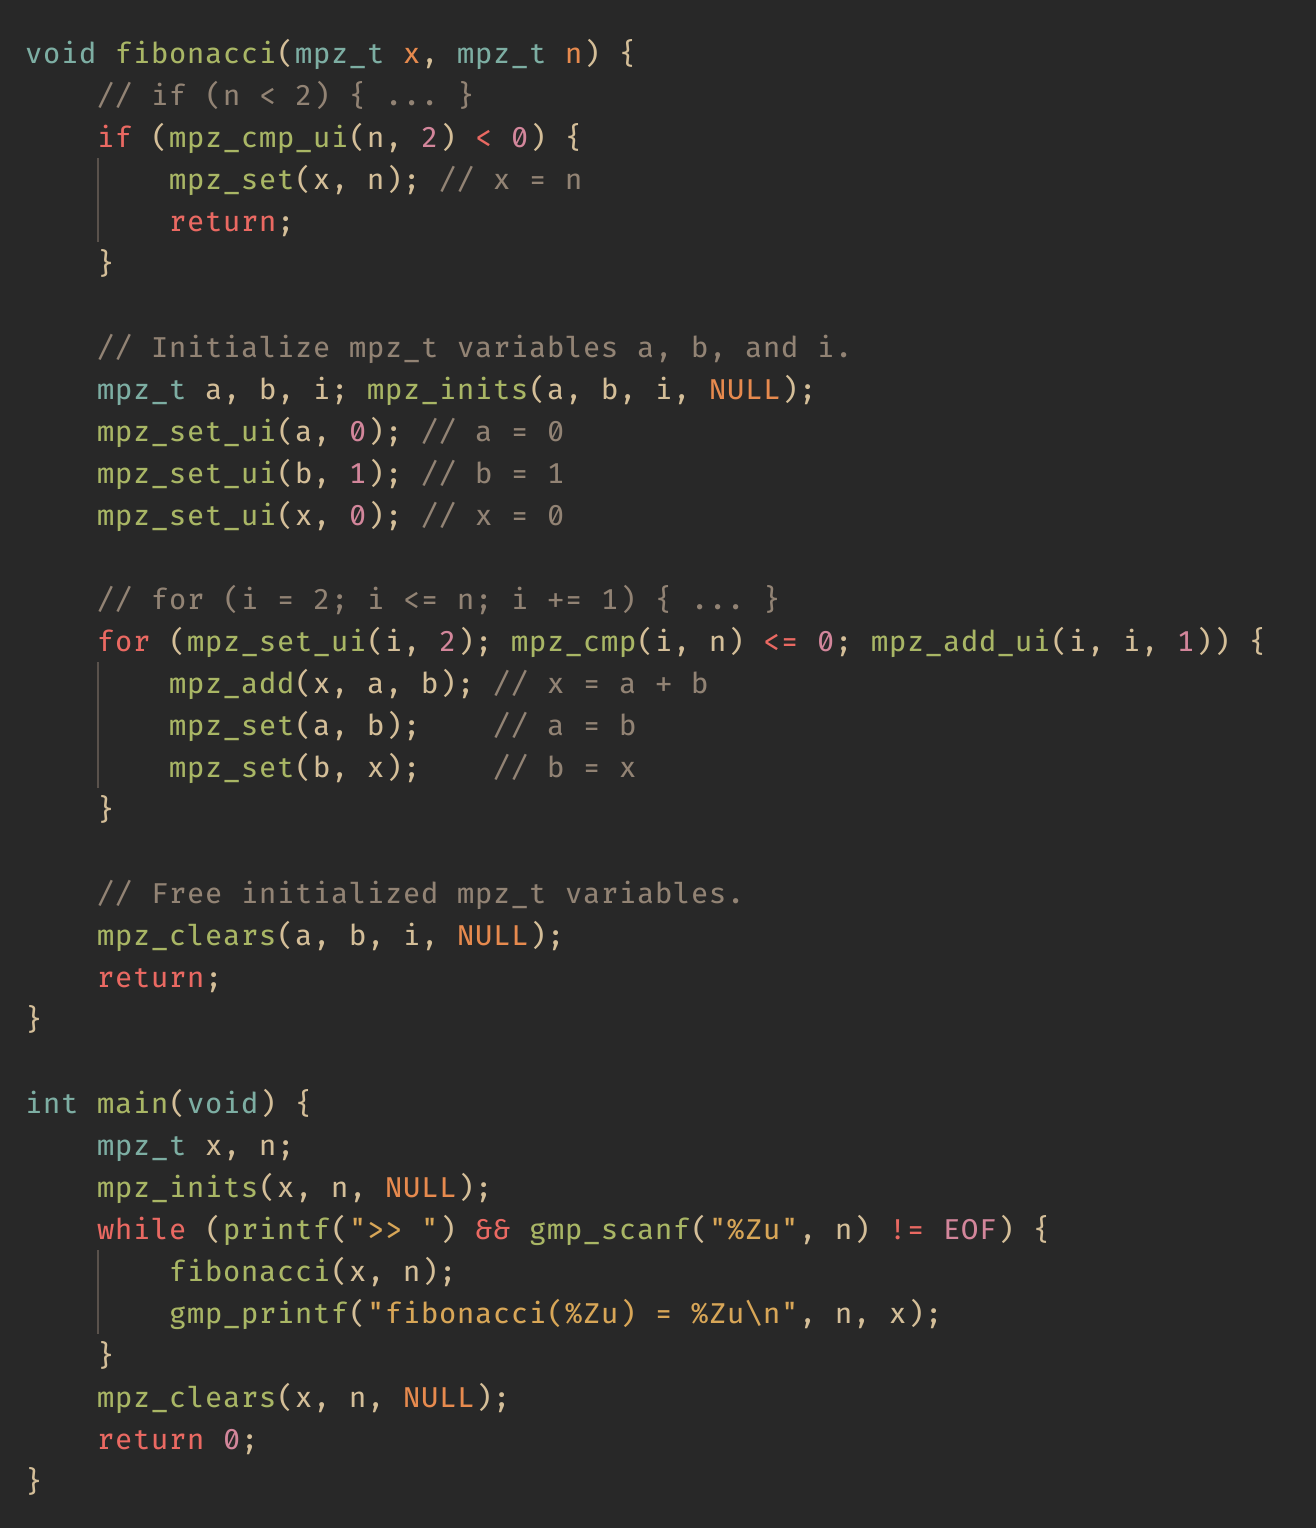 void fibonacci(mpz_t x, mpz_t n) {
    // if (n < 2) { ... }
    if (mpz_cmp_ui(n, 2) < 0) {
        mpz_set(x, n); // x = n
        return;
    }

    // Initialize mpz_t variables a, b, and i.
    mpz_t a, b, i; mpz_inits(a, b, i, NULL);
    mpz_set_ui(a, 0); // a = 0
    mpz_set_ui(b, 1); // b = 1
    mpz_set_ui(x, 0); // x = 0

    // for (i = 2; i <= n; i += 1) { ... }
    for (mpz_set_ui(i, 2); mpz_cmp(i, n) <= 0; mpz_add_ui(i, i, 1)) {
        mpz_add(x, a, b); // x = a + b
        mpz_set(a, b);    // a = b
        mpz_set(b, x);    // b = x
    }

    // Free initialized mpz_t variables.
    mpz_clears(a, b, i, NULL);
    return;
}

int main(void) {
    mpz_t x, n;
    mpz_inits(x, n, NULL);
    while (printf(">> ") && gmp_scanf("%Zu", n) != EOF) {
        fibonacci(x, n);
        gmp_printf("fibonacci(%Zu) = %Zu\n", n, x);
    }
    mpz_clears(x, n, NULL);
    return 0;
}